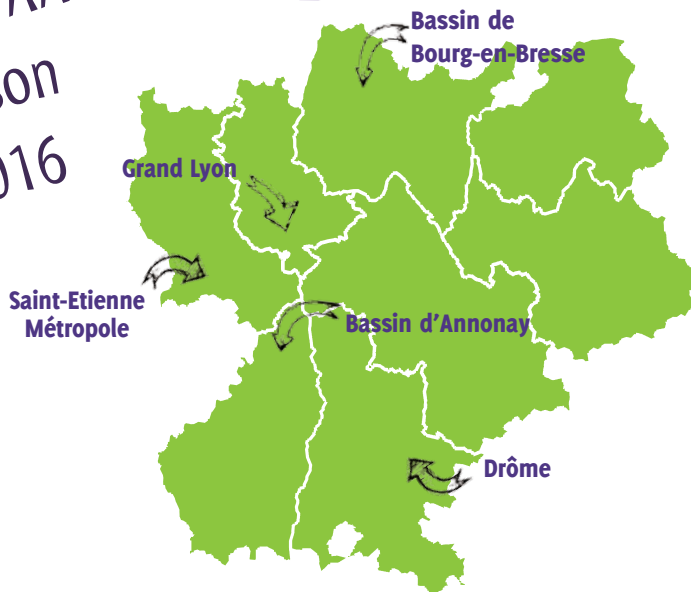 Bassin de
Bourg-en-Bresse
Grand Lyon
Saint-Etienne
Métropole
Bassin d'Annonay
Drôme